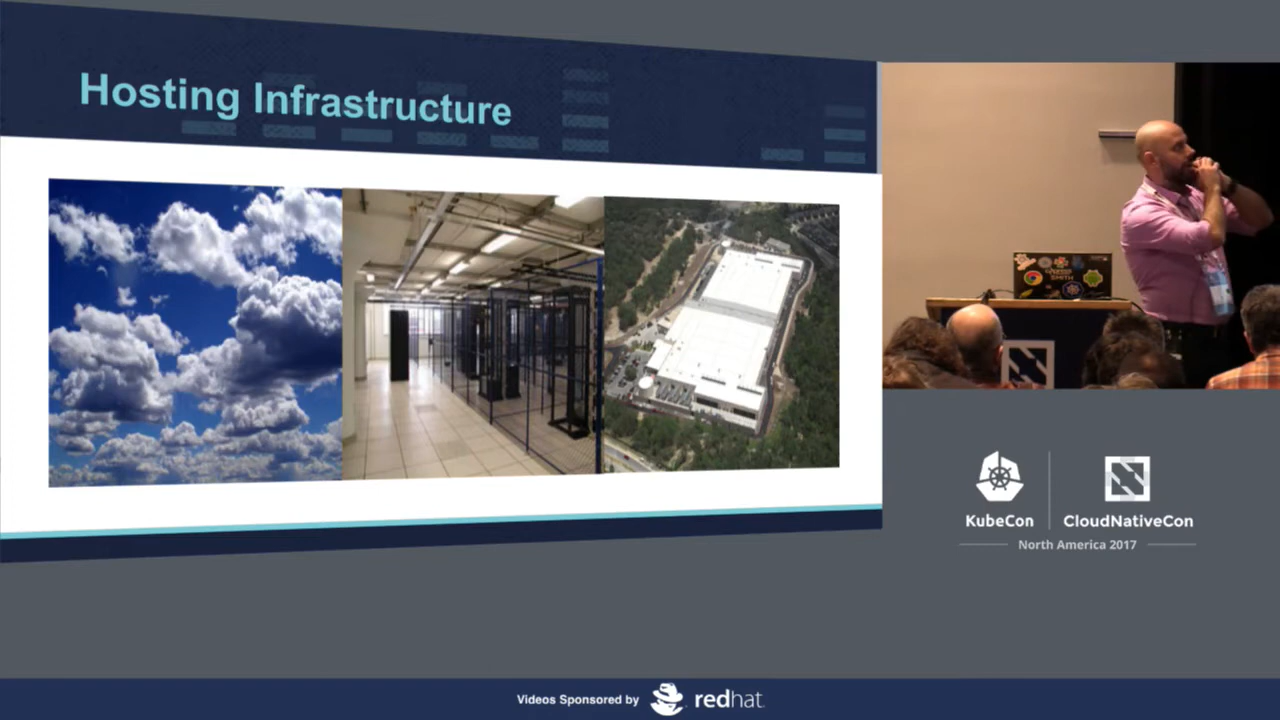 Hosting Infrastructure
KubeCon
CloudNativeCon
North America 2017
Videos Sponsored by redhat.